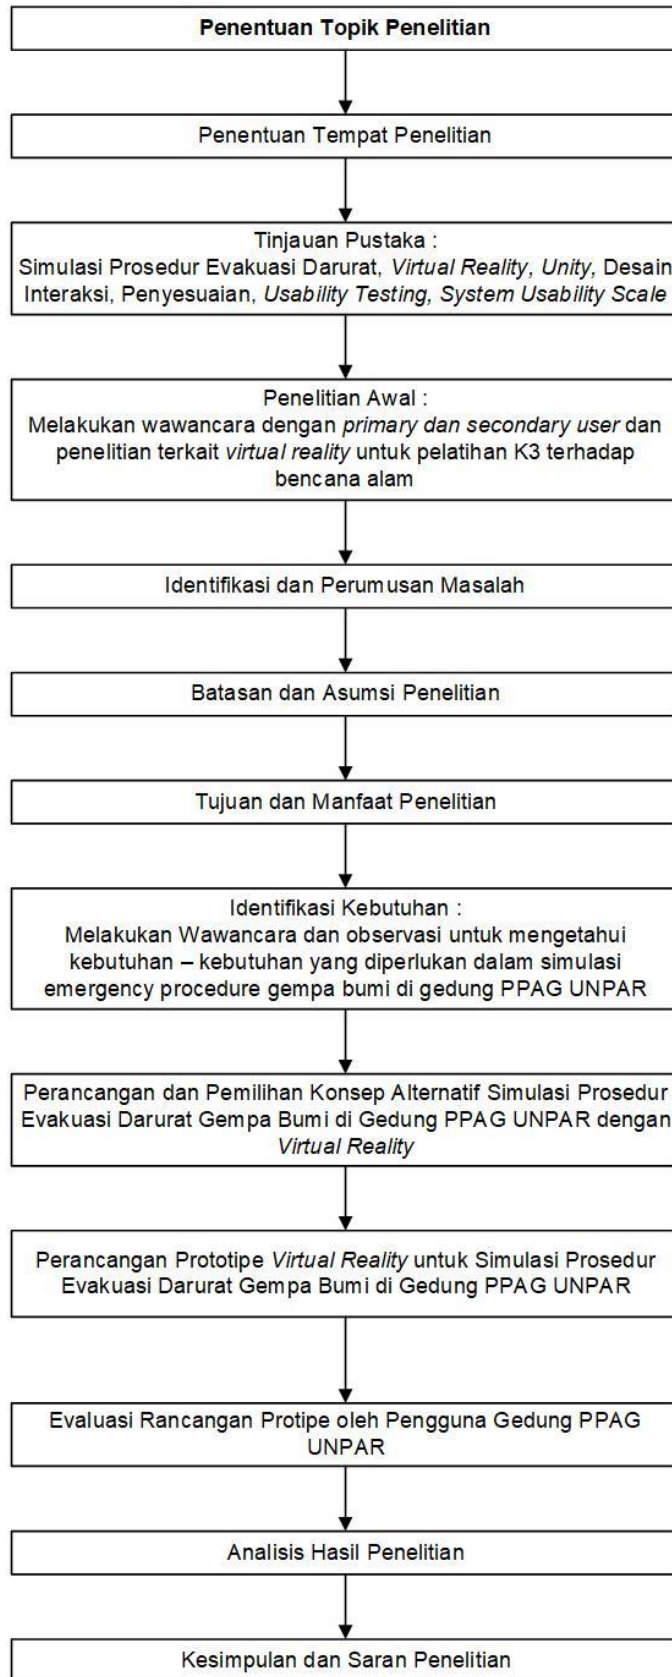 Penentuan Topik Penelitian
Penentuan Tempat Penelitian
Tinjauan Pustaka :
Simulasi Prosedur Evakuasi Darurat, Virtual Reality, Unity, Desain
Interaksi, Penyesuaian, Usability Testing, System Usability Scale
Penelitian Awal :
Melakukan wawancara dengan primary dan secondary user dan
penelitian terkait virtual reality untuk pelatihan K3 terhadap
bencana alam
Identifikasi dan Perumusan Masalah
Batasan dan Asumsi Penelitian
Tujuan dan Manfaat Penelitian
Identifikasi Kebutuhan :
Melakukan Wawancara dan observasi untuk mengetahui
kebutuhan – kebutuhan yang diperlukan dalam simulasi
emergency procedure gempa bumi di gedung PPAG UNPAR
Perancangan dan Pemilihan Konsep Alternatif Simulasi Prosedur
Evakuasi Darurat Gempa Bumi di Gedung PPAG UNPAR dengan
Virtual Reality
Perancangan Prototipe Virtual Reality untuk Simulasi Prosedur
Evakuasi Darurat Gempa Bumi di Gedung PPAG UNPAR
Evaluasi Rancangan Protipe oleh Pengguna Gedung PPAG
UNPAR
Analisis Hasil Penelitian
Kesimpulan dan Saran Penelitian